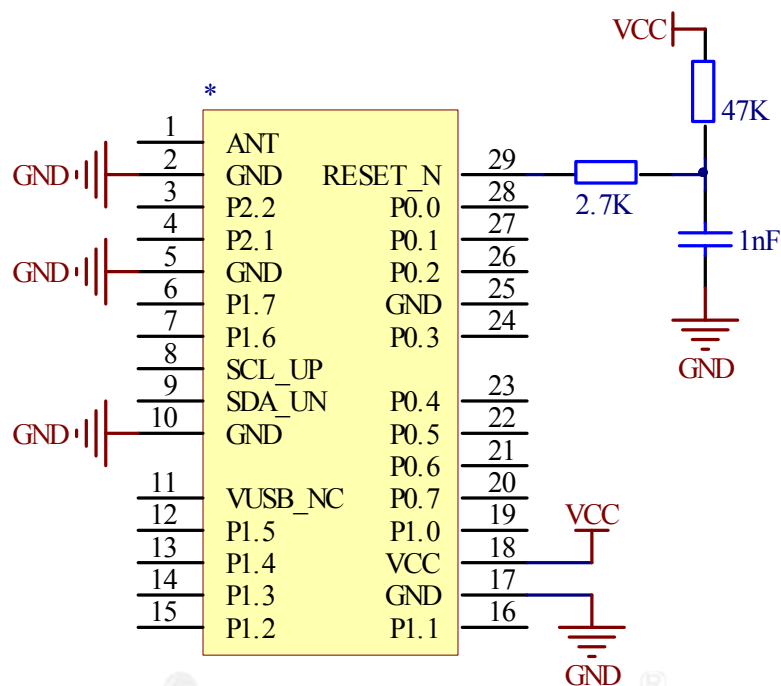 VCC
47K
*
1 ANT
GND 2 GND RESET_N 29
2.7K
3 P2.2 P0.0 28
4 P2.1 P0.1 27
1nF
GND 5 GND P0.2 26
6 P1.7 GND 25
7 P1.6 P0.3 24
GND
8 SCL_UP
9 SDA_UN P0.4 23
GND 10 GND P0.5 22
P0.6 21
11 VUSB_NC P0.7 20
12 P1.5 P1.0 19
VCC
13 P1.4 VCC 18
14 P1.3 GND 17
15 P1.2 P1.1 16
GND
®